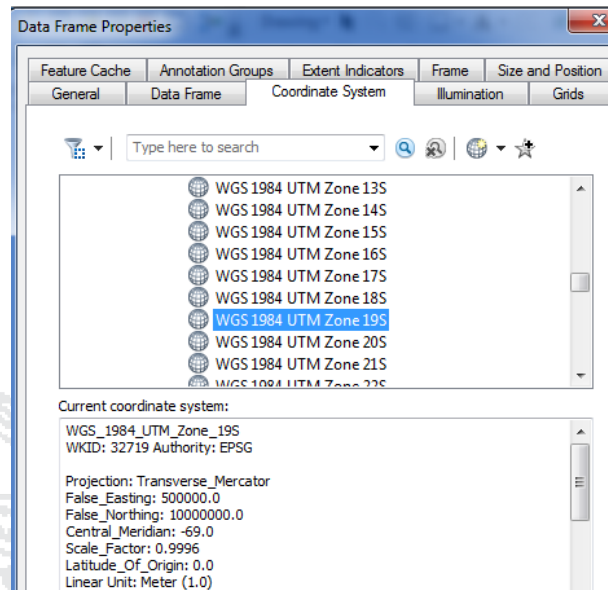 Data Frame Properties
Feature Cache Annotation Groups Extent Indicators Frame Size and Position
General Data Frame Coordinate System Illumination Grids
Type here to search
WGS 1984 UTM Zone 13S
WGS 1984 UTM Zone 14S
WGS 1984 UTM Zone 15S
WGS 1984 UTM Zone 16S
WGS 1984 UTM Zone 17S
WGS 1984 UTM Zone 18S
WGS 1984 UTM Zone 19S
WGS 1984 UTM Zone 20S
WGS 1984 UTM Zone 21S
WGS 1984 UTM Zone 22S
Current coordinate system:
WGS_1984_UTM_Zone_19S
WKID: 32719 Authority: EPSG
Projection: Transverse_Mercator
False_Easting: 500000.0
False_Northing: 10000000.0
Central_Meridian: -69.0
Scale_Factor: 0.9996
Latitude_Of_Origin: 0.0
Linear Unit: Meter (1.0)